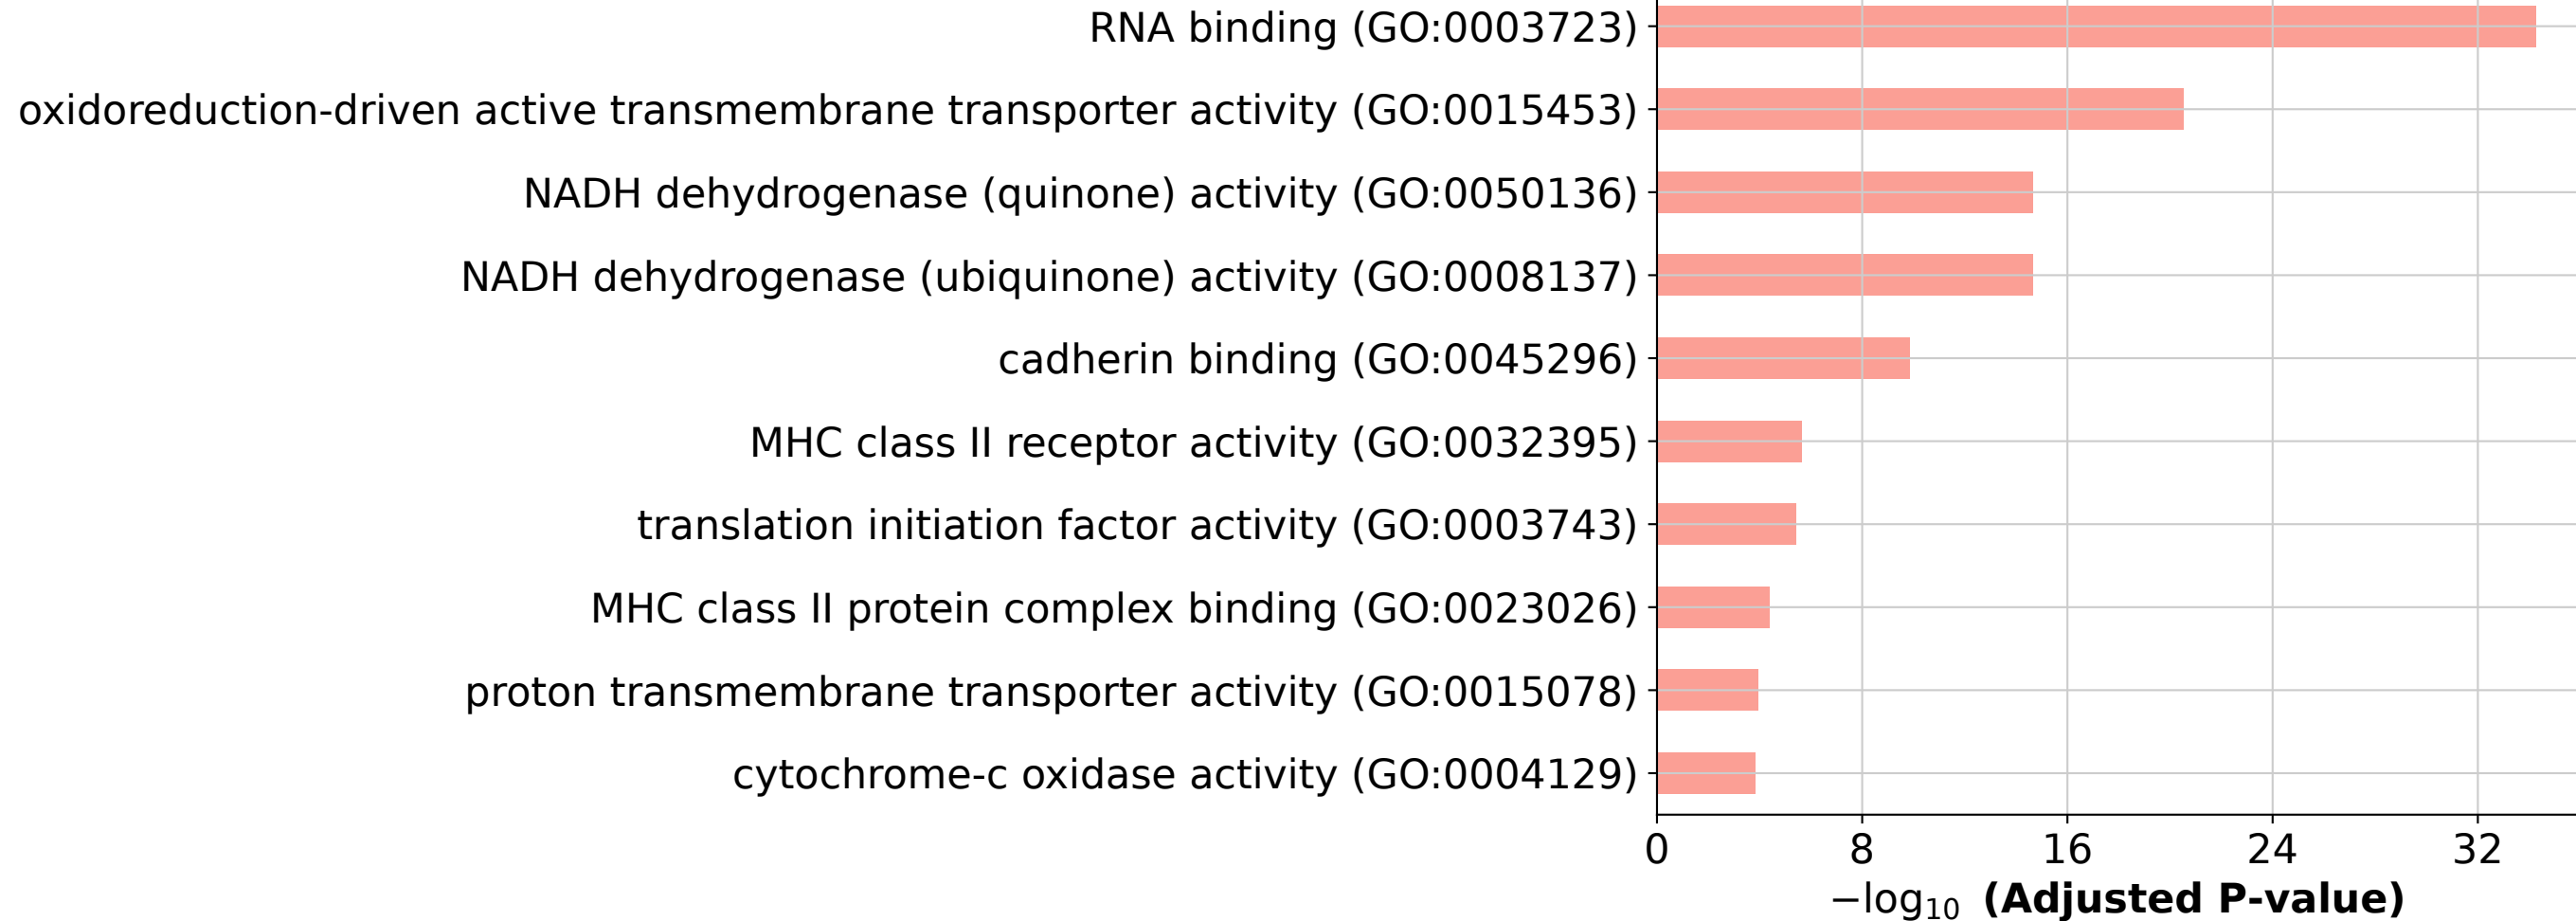 RNA binding (GO:0003723)
oxidoreduction-driven active transmembrane transporter activity (GO:0015453)
NADH dehydrogenase (quinone) activity (GO:0050136)
NADH dehydrogenase (ubiquinone) activity (GO:0008137)
cadherin binding (GO:0045296)
MHC class II receptor activity (GO:0032395)
translation initiation factor activity (GO:0003743)
MHC class II protein complex binding (GO:0023026)
proton transmembrane transporter activity (GO:0015078)
cytochrome-c oxidase activity (GO:0004129)
0 8 16 24 32
−log₁₀ (Adjusted P-value)